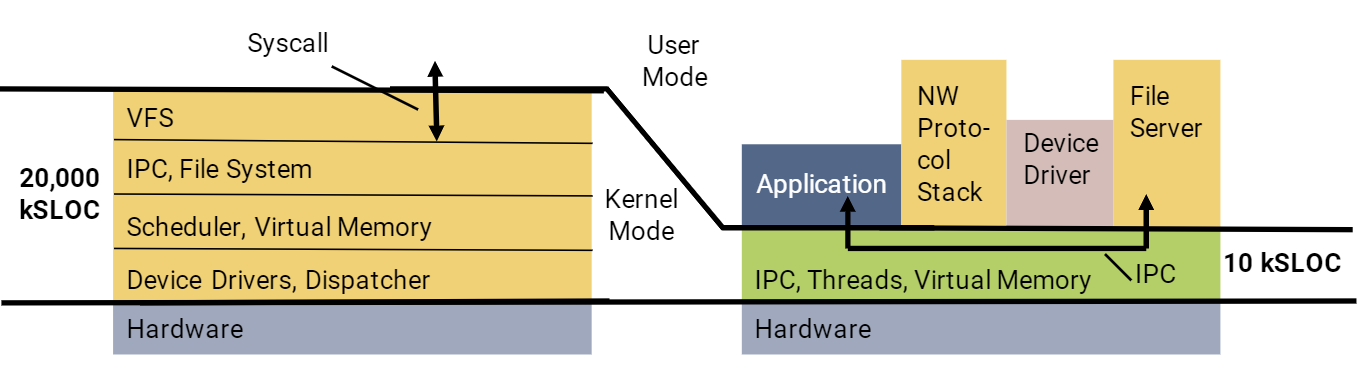 Syscall
User
Mode
VFS
IPC, File System
20,000
kSLOC
Scheduler, Virtual Memory
Device Drivers, Dispatcher
Hardware
Kernel
Mode
Application
NW
Proto-
col
Stack
Device
Driver
File
Server
IPC, Threads, Virtual Memory
IPC
10 kSLOC
Hardware